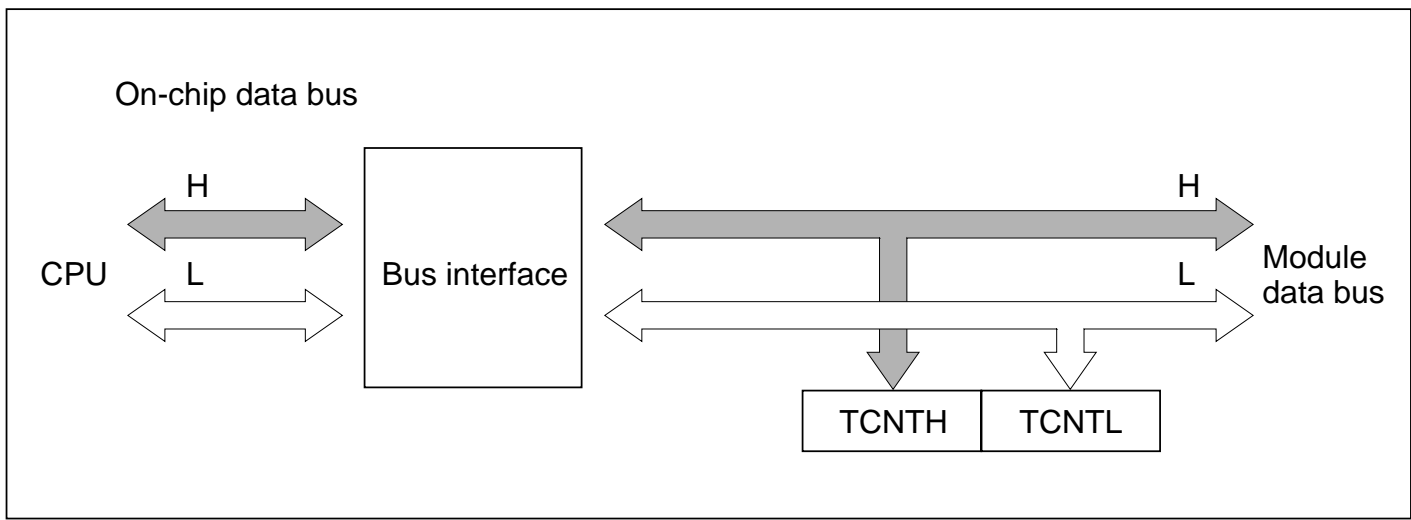 On-chip data bus
H
H
CPU
L
Bus interface
L
Module
data bus
TCNTH
TCNTL